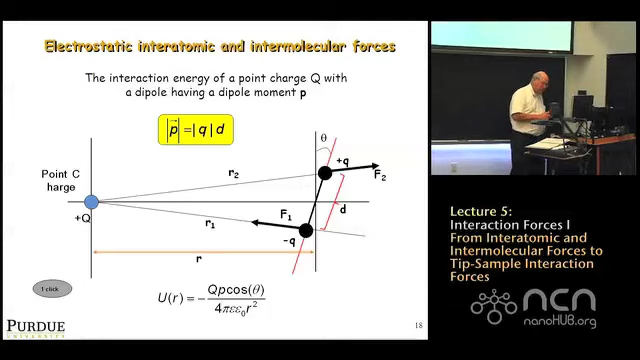 Electrostatic interatomic and intermolecular forces
The interaction energy of a point charge Q with
a dipole having a dipole moment p
|p⃗|=|q|d
θ
+q
F₂
Point C
harge
r₂
d
+Q
r₁
F₁
-q
r
1 click
U(r) = - Qpcos(θ) / 4πεε₀r²
PURDUE
UNIVERSITY
18
Lecture 5:
Interaction Forces I
From Interatomic and
Intermolecular Forces to
Tip-Sample Interaction
Forces
ncn
nanoHUB.org